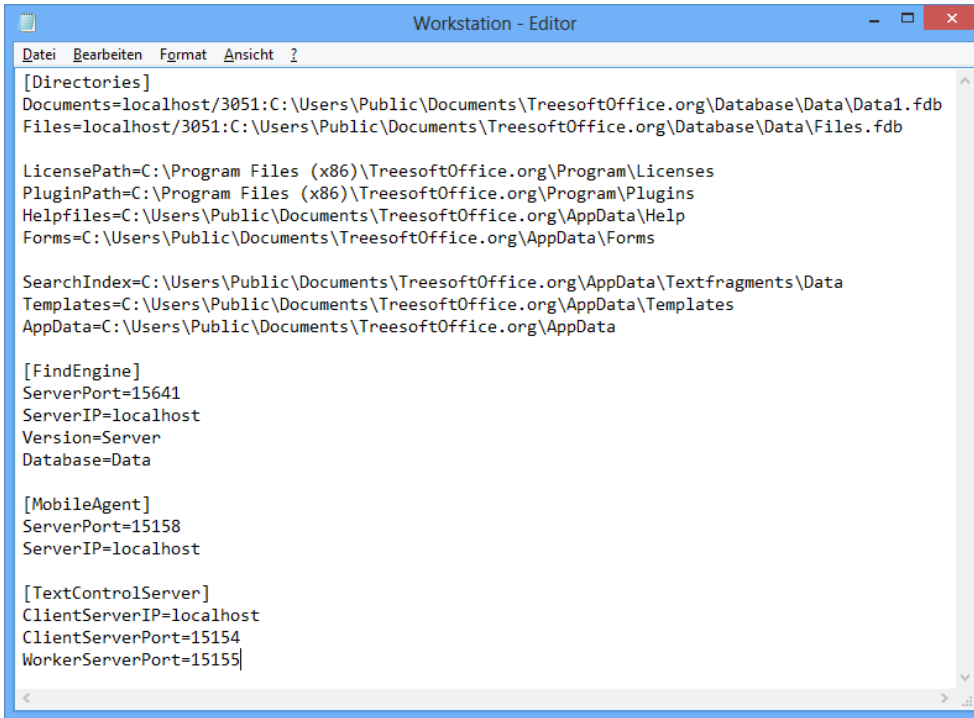 Workstation - Editor
Datei Bearbeiten Format Ansicht ?
[Directories]
Documents=localhost/3051:C:\Users\Public\Documents\TreesoftOffice.org\Database\Data\Data1.fdb
Files=localhost/3051:C:\Users\Public\Documents\TreesoftOffice.org\Database\Data\Files.fdb
LicensePath=C:\Program Files (x86)\TreesoftOffice.org\Program\Licenses
PluginPath=C:\Program Files (x86)\TreesoftOffice.org\Program\Plugins
Helpfiles=C:\Users\Public\Documents\TreesoftOffice.org\AppData\Help
Forms=C:\Users\Public\Documents\TreesoftOffice.org\AppData\Forms
SearchIndex=C:\Users\Public\Documents\TreesoftOffice.org\AppData\Textfragments\Data
Templates=C:\Users\Public\Documents\TreesoftOffice.org\AppData\Templates
AppData=C:\Users\Public\Documents\TreesoftOffice.org\AppData
[FindEngine]
ServerPort=15641
ServerIP=localhost
Version=Server
Database=Data
[MobileAgent]
ServerPort=15158
ServerIP=localhost
[TextControlServer]
ClientServerIP=localhost
ClientServerPort=15154
WorkerServerPort=15155